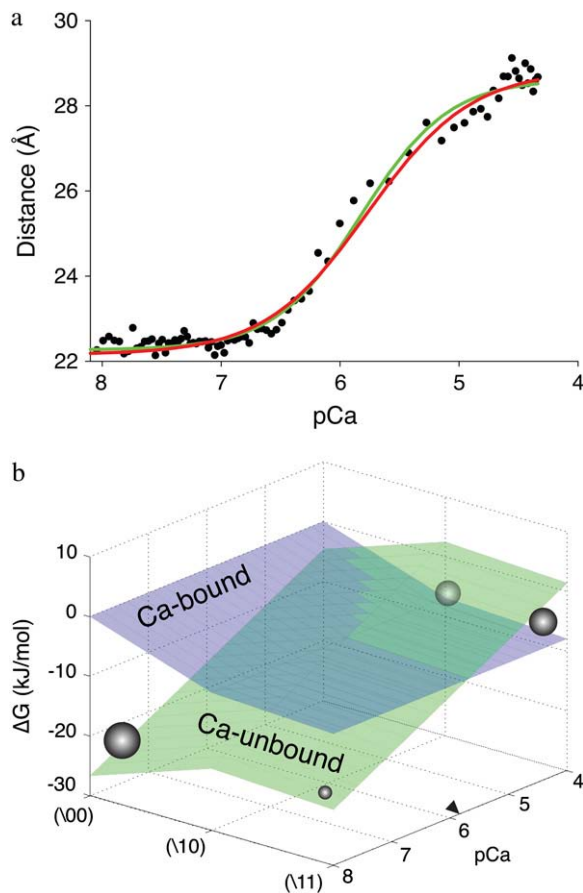 a
30
28
26
24
22
Distance (Å)
8 7 6 5 4
pCa
b
10
0
-10
-20
-30
ΔG (kJ/mol)
Ca-bound
Ca-unbound
(\00)
(\10)
(\11)
8
7
6
5
4
pCa